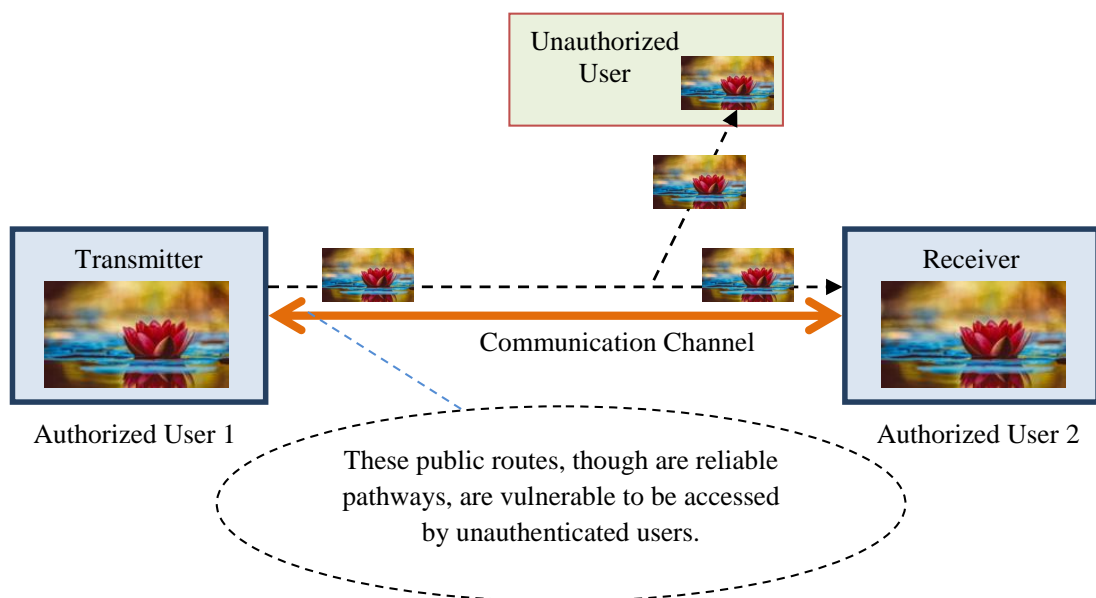 Unauthorized
User
Transmitter
Receiver
Communication Channel
Authorized User 1
Authorized User 2
These public routes, though are reliable
pathways, are vulnerable to be accessed
by unauthenticated users.